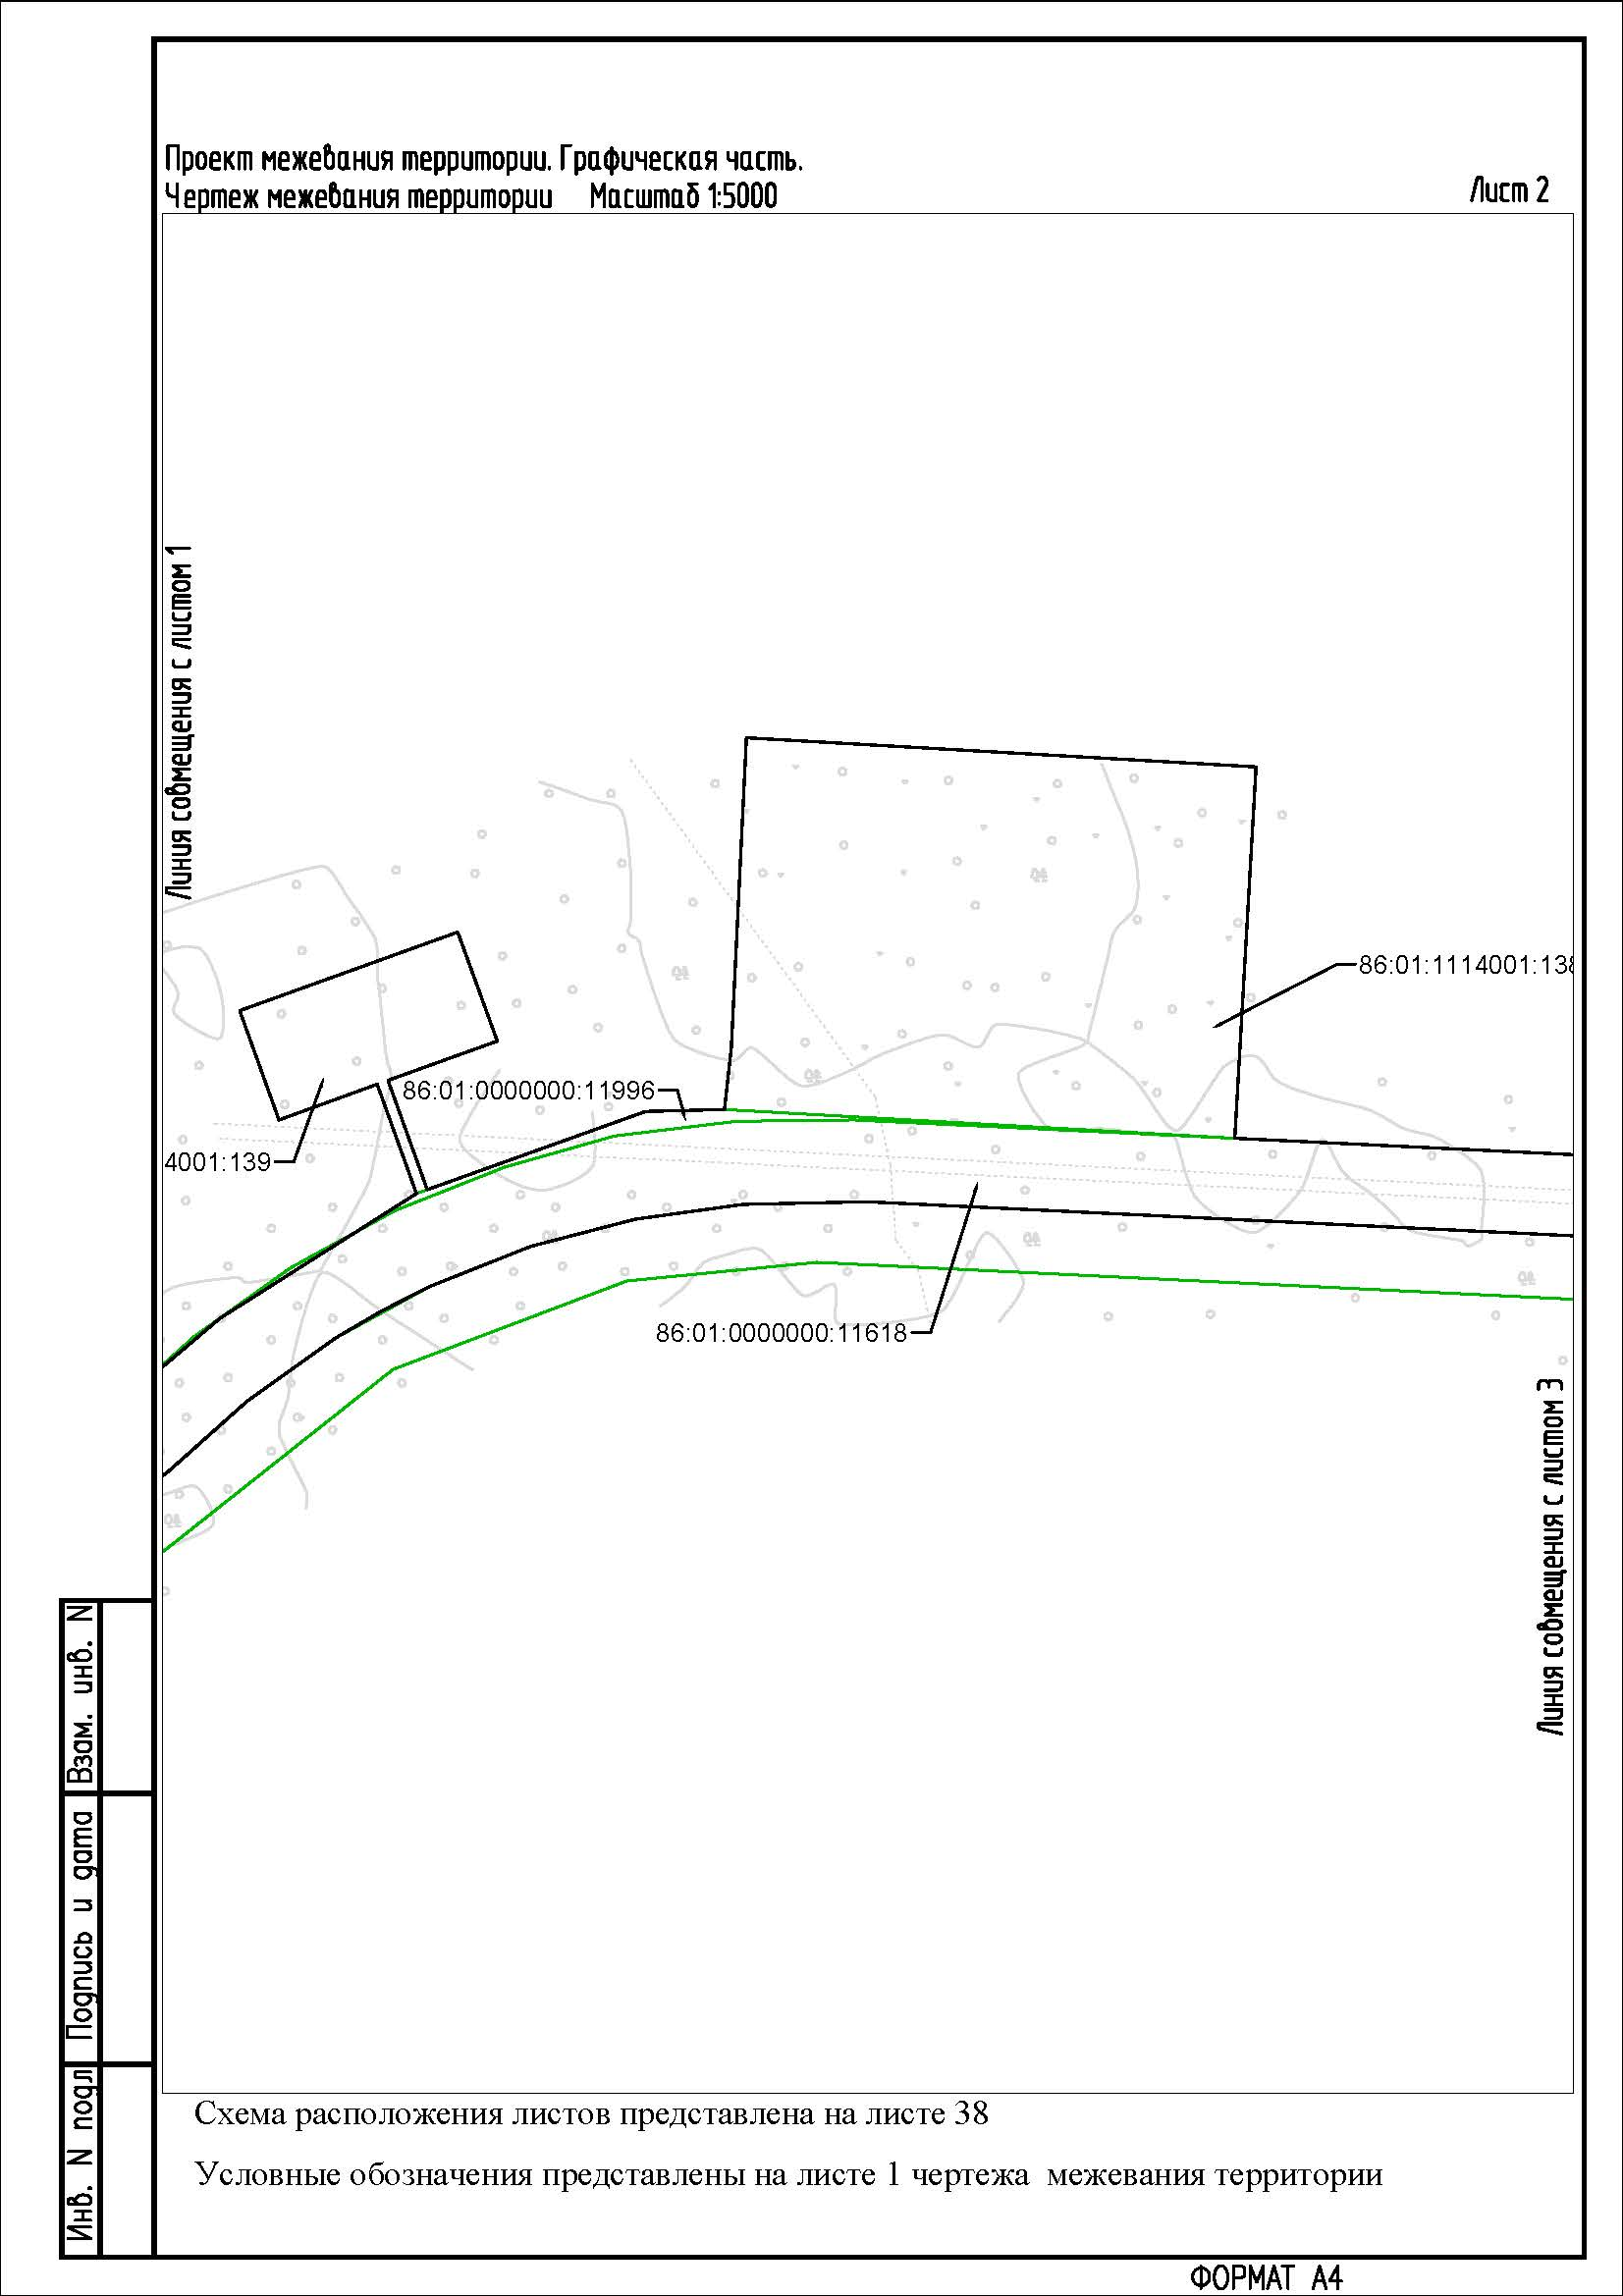 Проект межевания территории. Графическая часть.
Чертеж межевания территории Масштаб 1:5000
Лист 2
Линия совмещения с листом 1
86:01:1114001:138
86:01:0000000:11996
4001:139
86:01:0000000:11618
Линия совмещения с листом 3
Взам. инв. N
Подпись и дата
Инв. N подл
Схема расположения листов представлена на листе 38
Условные обозначения представлены на листе 1 чертежа межевания территории
ФОРМАТ А4